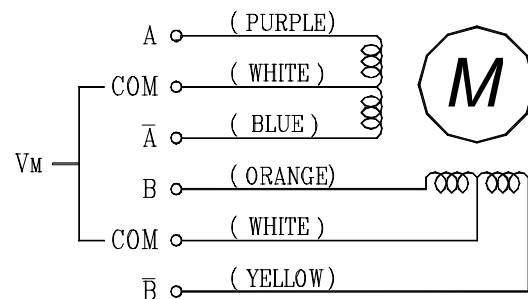 A ( PURPLE)
COM ( WHITE )
A̅ ( BLUE )
VM
B ( ORANGE)
COM ( WHITE )
B̅ ( YELLOW)
M